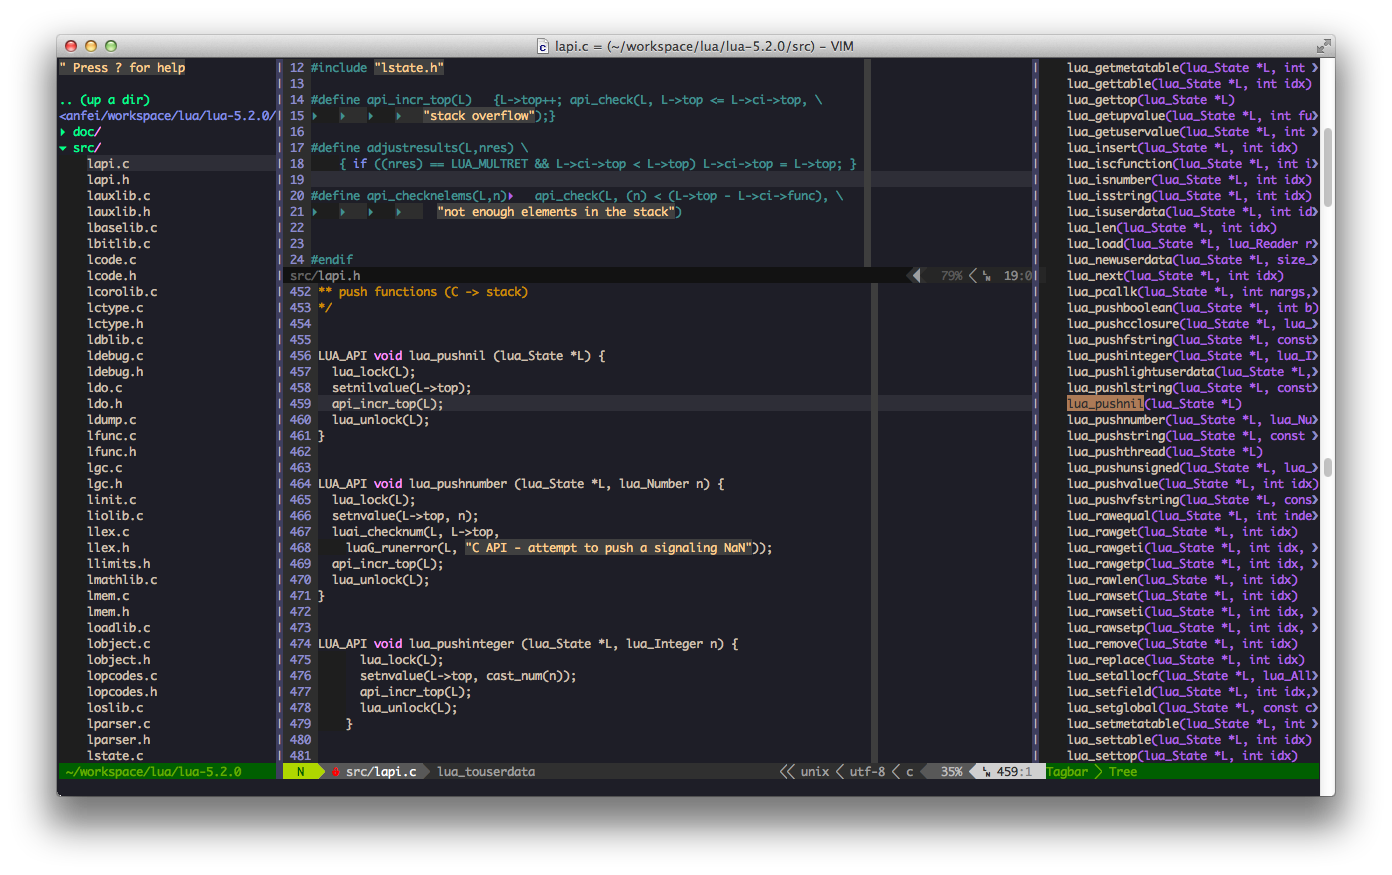 lapi.c = (~/workspace/lua/lua-5.2.0/src) – VIM
" Press ? for help
.. (up a dir)
<anfei/workspace/lua/lua-5.2.0/
▸ doc/
▾ src/
lapi.c
lapi.h
lauxlib.c
lauxlib.h
lbaselib.c
lbitlib.c
lcode.c
lcode.h
lcorolib.c
lctype.c
lctype.h
ldblib.c
ldebug.c
ldebug.h
ldo.c
ldo.h
ldump.c
lfunc.c
lfunc.h
lgc.c
lgc.h
linit.c
liolib.c
llex.c
llex.h
llimits.h
lmathlib.c
lmem.c
lmem.h
loadlib.c
lobject.c
lobject.h
lopcodes.c
lopcodes.h
loslib.c
lparser.c
lparser.h
lstate.c
~/workspace/lua/lua-5.2.0
12 #include "lstate.h"
13
14 #define api_incr_top(L)   {L->top++; api_check(L, L->top <= L->ci->top, \
15 ▸   ▸   ▸   ▸   "stack overflow");}
16
17 #define adjustresults(L,nres) \
18     { if ((nres) == LUA_MULTRET && L->ci->top < L->top) L->ci->top = L->top; }
19
20 #define api_checknelems(L,n)▸   api_check(L, (n) < (L->top - L->ci->func), \
21 ▸   ▸   ▸   ▸     "not enough elements in the stack")
22
23
24 #endif
src/lapi.h 79% < LN 19:0
452 ** push functions (C -> stack)
453 */
454
455
456 LUA_API void lua_pushnil (lua_State *L) {
457   lua_lock(L);
458   setnilvalue(L->top);
459   api_incr_top(L);
460   lua_unlock(L);
461 }
462
463
464 LUA_API void lua_pushnumber (lua_State *L, lua_Number n) {
465   lua_lock(L);
466   setnvalue(L->top, n);
467   luai_checknum(L, L->top,
468     luaG_runerror(L, "C API - attempt to push a signaling NaN"));
469   api_incr_top(L);
470   lua_unlock(L);
471 }
472
473
474 LUA_API void lua_pushinteger (lua_State *L, lua_Integer n) {
475       lua_lock(L);
476       setnvalue(L->top, cast_num(n));
477       api_incr_top(L);
478       lua_unlock(L);
479     }
480
481
N src/lapi.c lua_touserdata << unix < utf-8 < c 35% LN 459:1
lua_getmetatable(lua_State *L, int ❯
lua_gettable(lua_State *L, int idx)
lua_gettop(lua_State *L)
lua_getupvalue(lua_State *L, int fu❯
lua_getuservalue(lua_State *L, int ❯
lua_insert(lua_State *L, int idx)
lua_iscfunction(lua_State *L, int i❯
lua_isnumber(lua_State *L, int idx)
lua_isstring(lua_State *L, int idx)
lua_isuserdata(lua_State *L, int id❯
lua_len(lua_State *L, int idx)
lua_load(lua_State *L, lua_Reader r❯
lua_newuserdata(lua_State *L, size_❯
lua_next(lua_State *L, int idx)
lua_pcallk(lua_State *L, int nargs,❯
lua_pushboolean(lua_State *L, int b)
lua_pushcclosure(lua_State *L, lua_❯
lua_pushfstring(lua_State *L, const❯
lua_pushinteger(lua_State *L, lua_I❯
lua_pushlightuserdata(lua_State *L,❯
lua_pushlstring(lua_State *L, const❯
lua_pushnil(lua_State *L)
lua_pushnumber(lua_State *L, lua_Nu❯
lua_pushstring(lua_State *L, const ❯
lua_pushthread(lua_State *L)
lua_pushunsigned(lua_State *L, lua_❯
lua_pushvalue(lua_State *L, int idx)
lua_pushvfstring(lua_State *L, cons❯
lua_rawequal(lua_State *L, int inde❯
lua_rawget(lua_State *L, int idx)
lua_rawgeti(lua_State *L, int idx, ❯
lua_rawgetp(lua_State *L, int idx, ❯
lua_rawlen(lua_State *L, int idx)
lua_rawset(lua_State *L, int idx)
lua_rawseti(lua_State *L, int idx, ❯
lua_rawsetp(lua_State *L, int idx, ❯
lua_remove(lua_State *L, int idx)
lua_replace(lua_State *L, int idx)
lua_setallocf(lua_State *L, lua_All❯
lua_setfield(lua_State *L, int idx,❯
lua_setglobal(lua_State *L, const c❯
lua_setmetatable(lua_State *L, int ❯
lua_settable(lua_State *L, int idx)
lua_settop(lua_State *L, int idx)
Tagbar > Tree